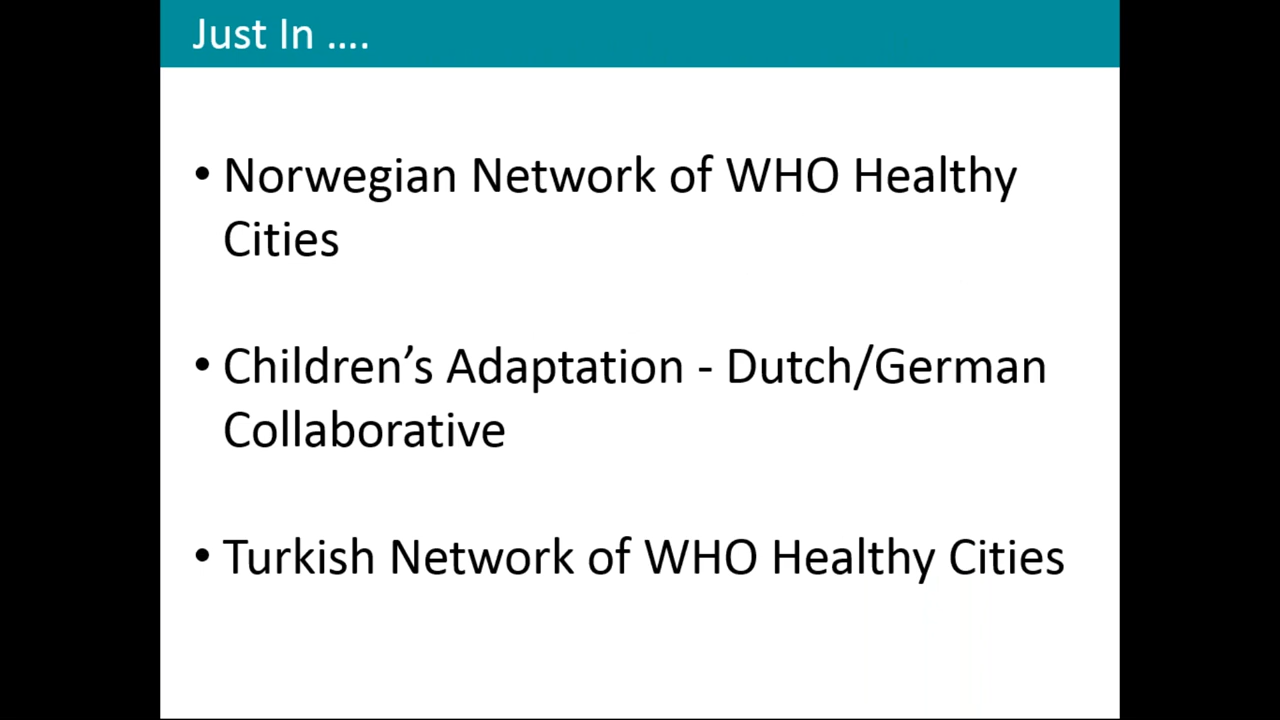 Just In ....
• Norwegian Network of WHO Healthy
Cities
• Children’s Adaptation - Dutch/German
Collaborative
• Turkish Network of WHO Healthy Cities